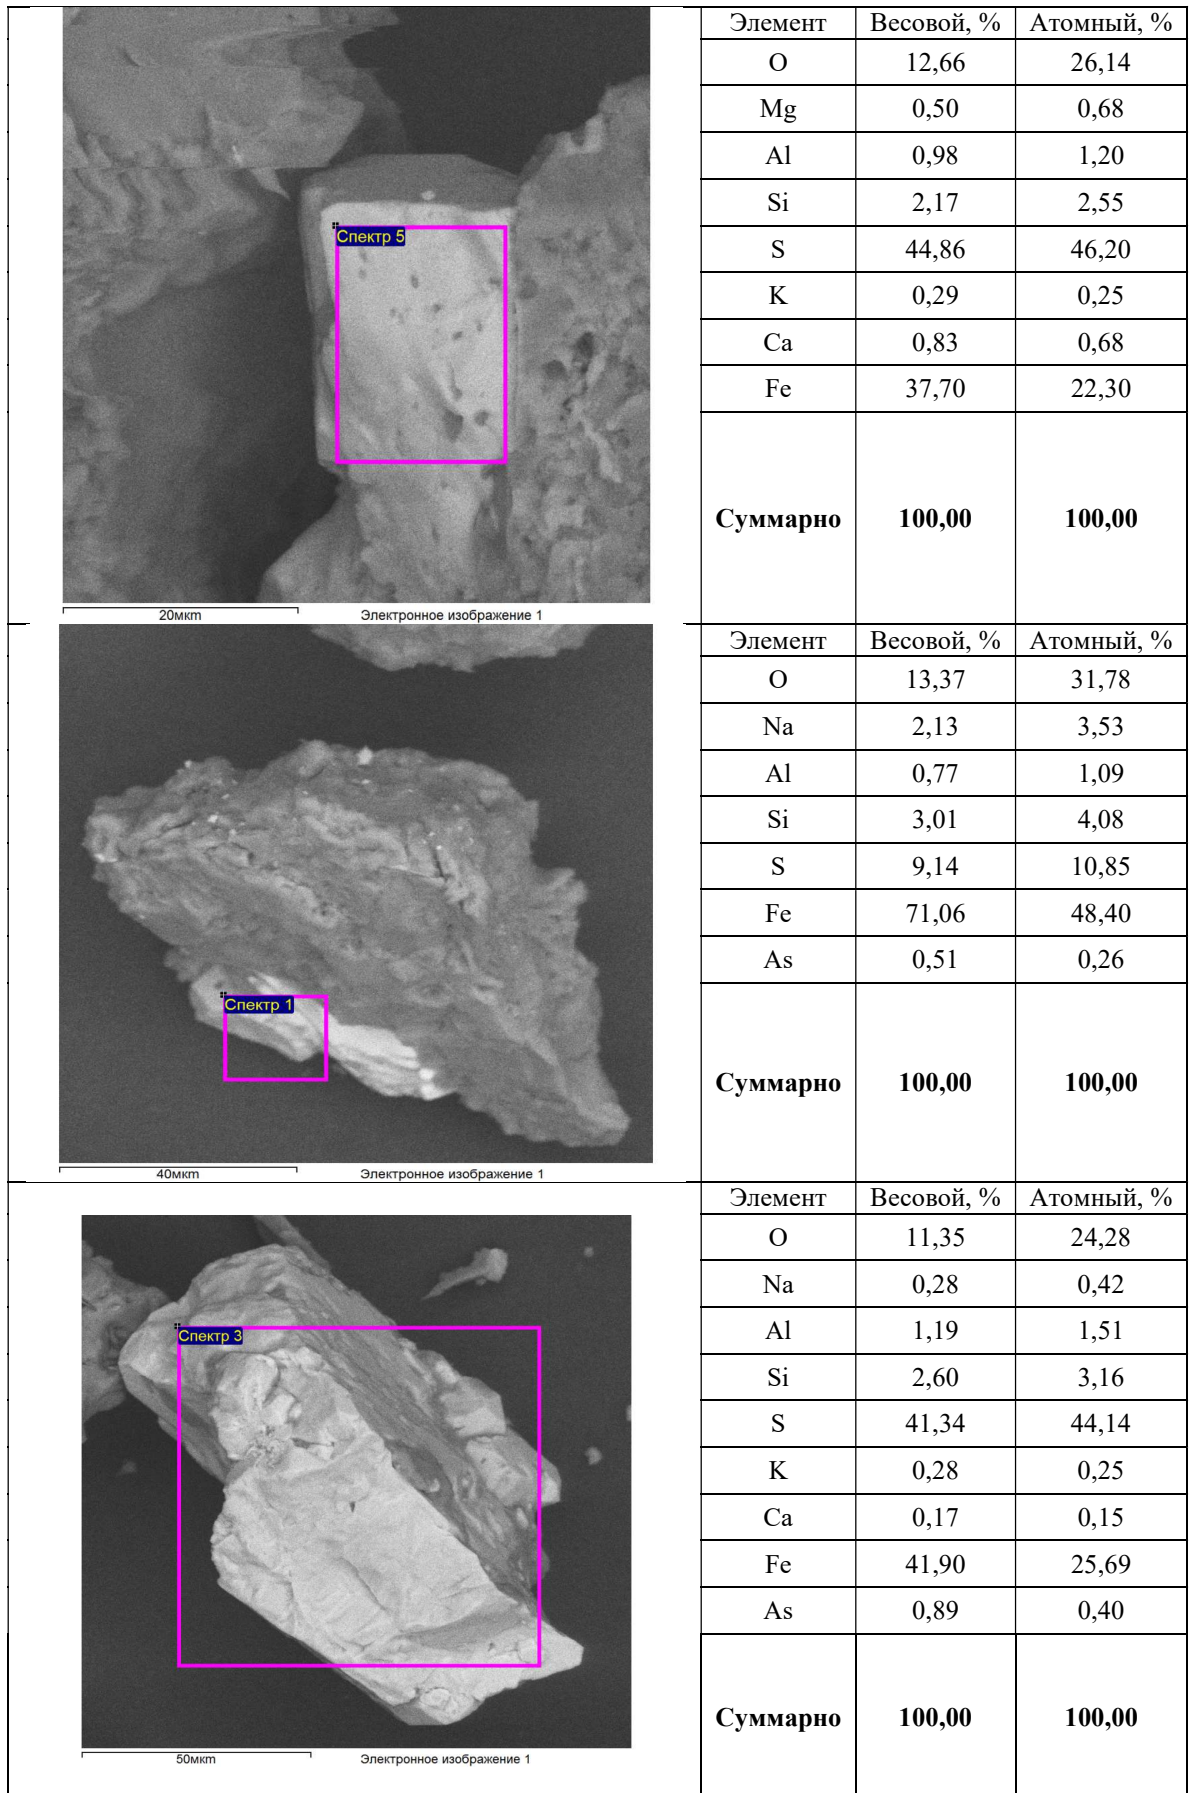 Элемент Весовой, % Атомный, %
O 12,66 26,14
Mg 0,50 0,68
Al 0,98 1,20
Si 2,17 2,55
S 44,86 46,20
K 0,29 0,25
Ca 0,83 0,68
Fe 37,70 22,30
Суммарно 100,00 100,00
Спектр 5
20мкm Электронное изображение 1
Элемент Весовой, % Атомный, %
O 13,37 31,78
Na 2,13 3,53
Al 0,77 1,09
Si 3,01 4,08
S 9,14 10,85
Fe 71,06 48,40
As 0,51 0,26
Суммарно 100,00 100,00
Спектр 1
40мкm Электронное изображение 1
Элемент Весовой, % Атомный, %
O 11,35 24,28
Na 0,28 0,42
Al 1,19 1,51
Si 2,60 3,16
S 41,34 44,14
K 0,28 0,25
Ca 0,17 0,15
Fe 41,90 25,69
As 0,89 0,40
Суммарно 100,00 100,00
Спектр 3
50мкm Электронное изображение 1